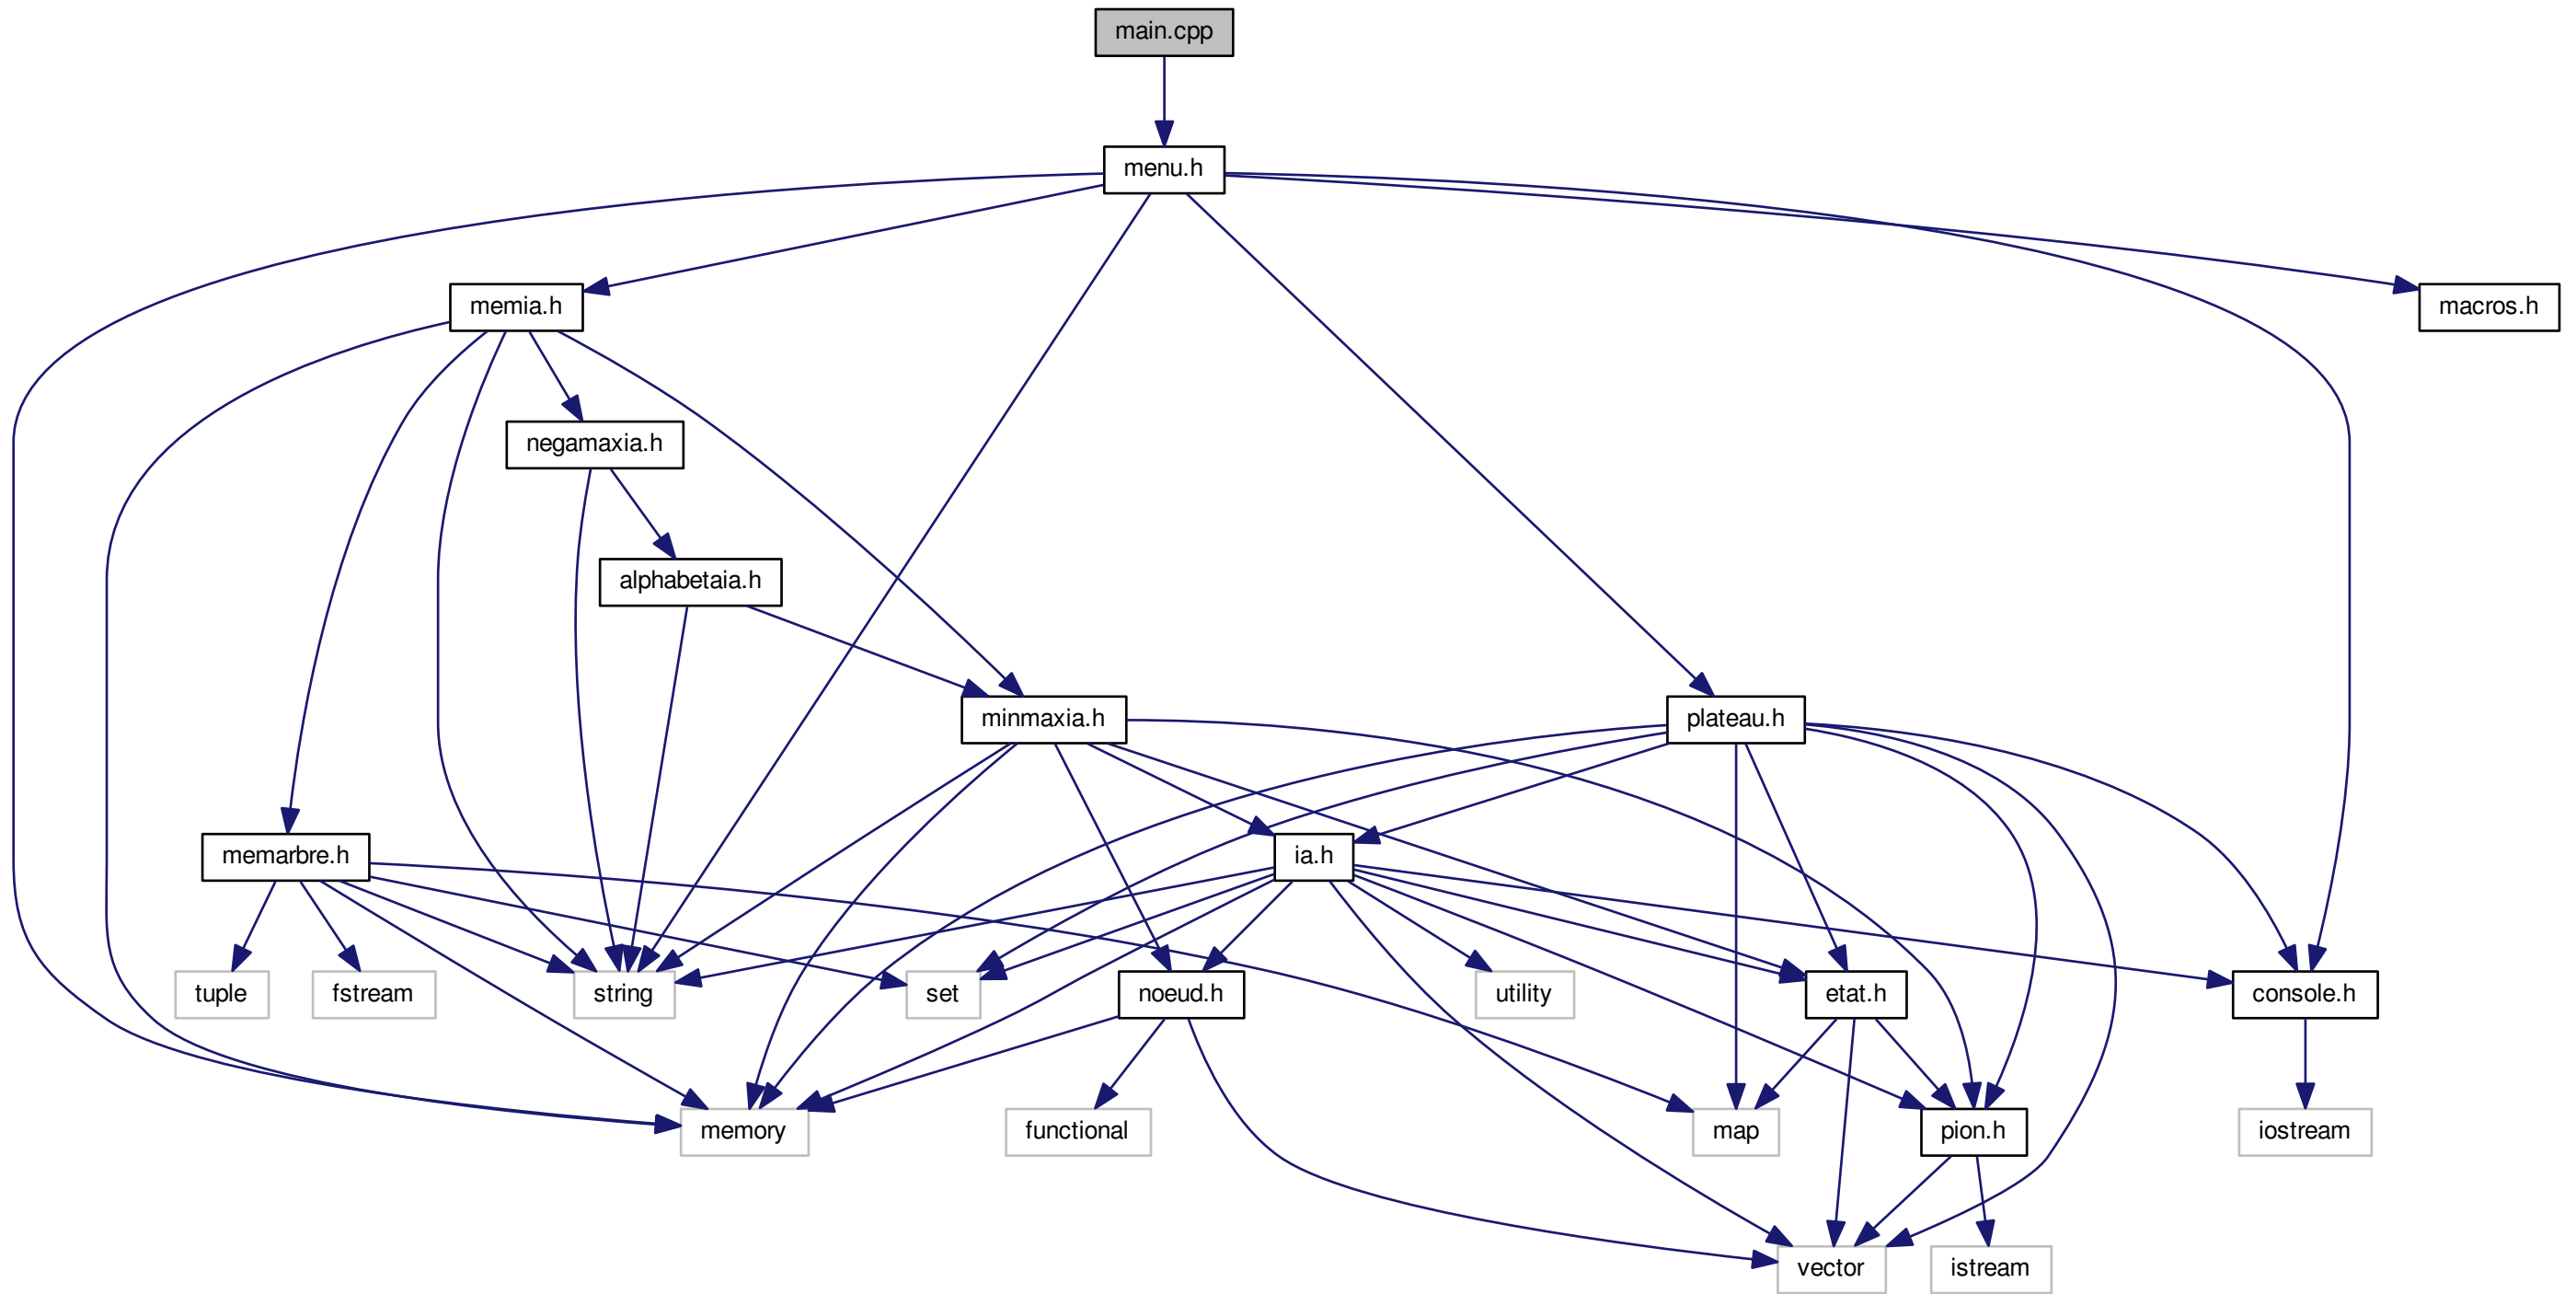 main.cpp
menu.h
memia.h
macros.h
negamaxia.h
alphabetaia.h
minmaxia.h
plateau.h
memarbre.h
ia.h
tuple
fstream
string
set
noeud.h
utility
etat.h
console.h
memory
functional
map
pion.h
iostream
vector
istream